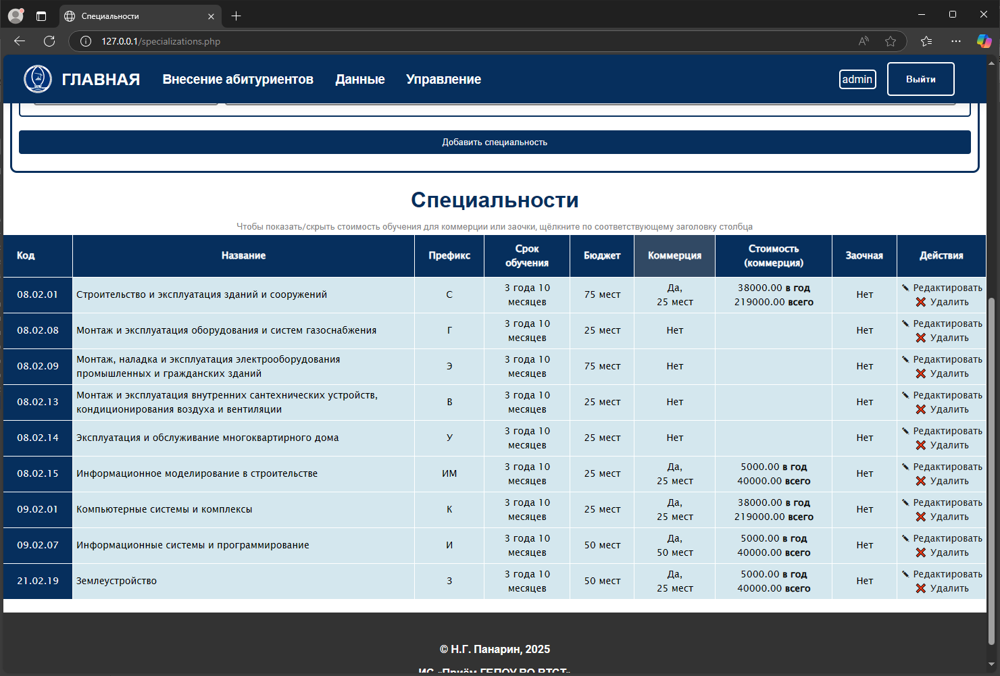 Специальности
127.0.0.1/specializations.php
ГЛАВНАЯ Внесение абитуриентов Данные Управление admin Выйти
Добавить специальность
Специальности
Чтобы показать/скрыть стоимость обучения для коммерции или заочки, щёлкните по соответствующему заголовку столбца
Код Название Префикс Срок обучения Бюджет Коммерция Стоимость (коммерция) Заочная Действия
08.02.01 Строительство и эксплуатация зданий и сооружений С 3 года 10 месяцев 75 мест Да, 25 мест 38000.00 в год 219000.00 всего Нет Редактировать Удалить
08.02.08 Монтаж и эксплуатация оборудования и систем газоснабжения Г 3 года 10 месяцев 25 мест Нет Нет Редактировать Удалить
08.02.09 Монтаж, наладка и эксплуатация электрооборудования промышленных и гражданских зданий Э 3 года 10 месяцев 75 мест Нет Нет Редактировать Удалить
08.02.13 Монтаж и эксплуатация внутренних сантехнических устройств, кондиционирования воздуха и вентиляции В 3 года 10 месяцев 25 мест Нет Нет Редактировать Удалить
08.02.14 Эксплуатация и обслуживание многоквартирного дома У 3 года 10 месяцев 25 мест Нет Нет Редактировать Удалить
08.02.15 Информационное моделирование в строительстве ИМ 3 года 10 месяцев 25 мест Да, 25 мест 5000.00 в год 40000.00 всего Нет Редактировать Удалить
09.02.01 Компьютерные системы и комплексы К 3 года 10 месяцев 25 мест Да, 25 мест 38000.00 в год 219000.00 всего Нет Редактировать Удалить
09.02.07 Информационные системы и программирование И 3 года 10 месяцев 50 мест Да, 50 мест 5000.00 в год 40000.00 всего Нет Редактировать Удалить
21.02.19 Землеустройство З 3 года 10 месяцев 50 мест Да, 25 мест 5000.00 в год 40000.00 всего Нет Редактировать Удалить
© Н.Г. Панарин, 2025
ИС «Приём ГБПОУ ВО ВТСТ»